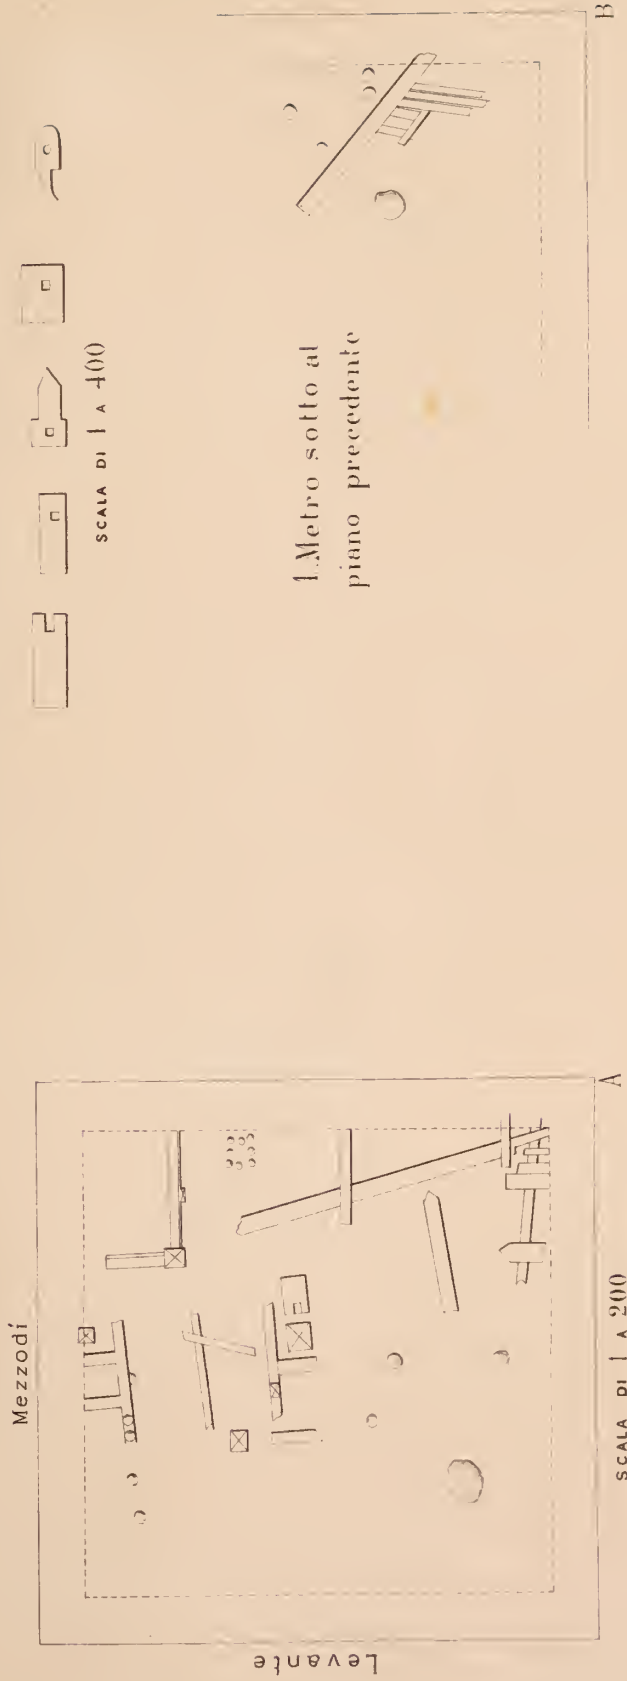 Mezzodí
Levante
A
SCALA DI 1 A 200
SCALA DI 1 A 400
1 Metro sotto al
piano precedente
B